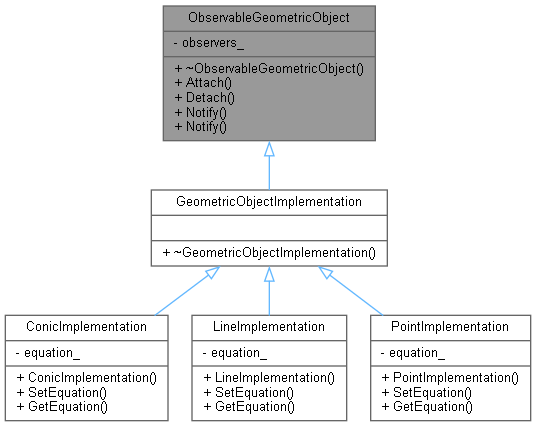 ObservableGeometricObject
- observers_
+ ~ObservableGeometricObject()
+ Attach()
+ Detach()
+ Notify()
+ Notify()
GeometricObjectImplementation
+ ~GeometricObjectImplementation()
ConicImplementation
- equation_
+ ConicImplementation()
+ SetEquation()
+ GetEquation()
LineImplementation
- equation_
+ LineImplementation()
+ SetEquation()
+ GetEquation()
PointImplementation
- equation_
+ PointImplementation()
+ SetEquation()
+ GetEquation()